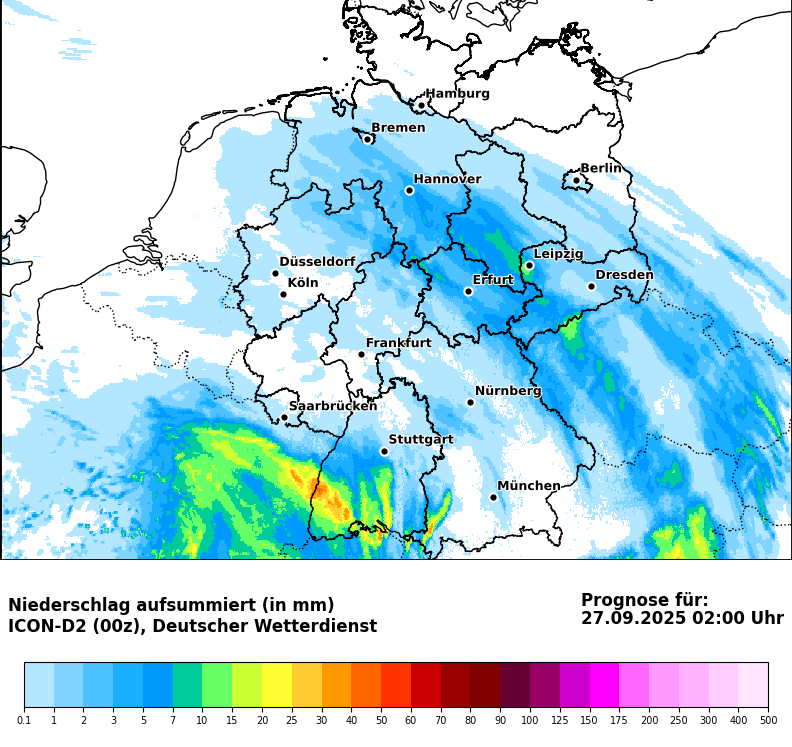 Hamburg
Bremen
Berlin
Hannover
Leipzig
Düsseldorf
Dresden
Köln
Erfurt
Frankfurt
Nürnberg
Saarbrücken
Stuttgart
München
Niederschlag aufsummiert (in mm)
ICON-D2 (00z), Deutscher Wetterdienst
Prognose für:
27.09.2025 02:00 Uhr
0.1 1 2 3 5 7 10 15 20 25 30 40 50 60 70 80 90 100 125 150 175 200 250 300 400 500